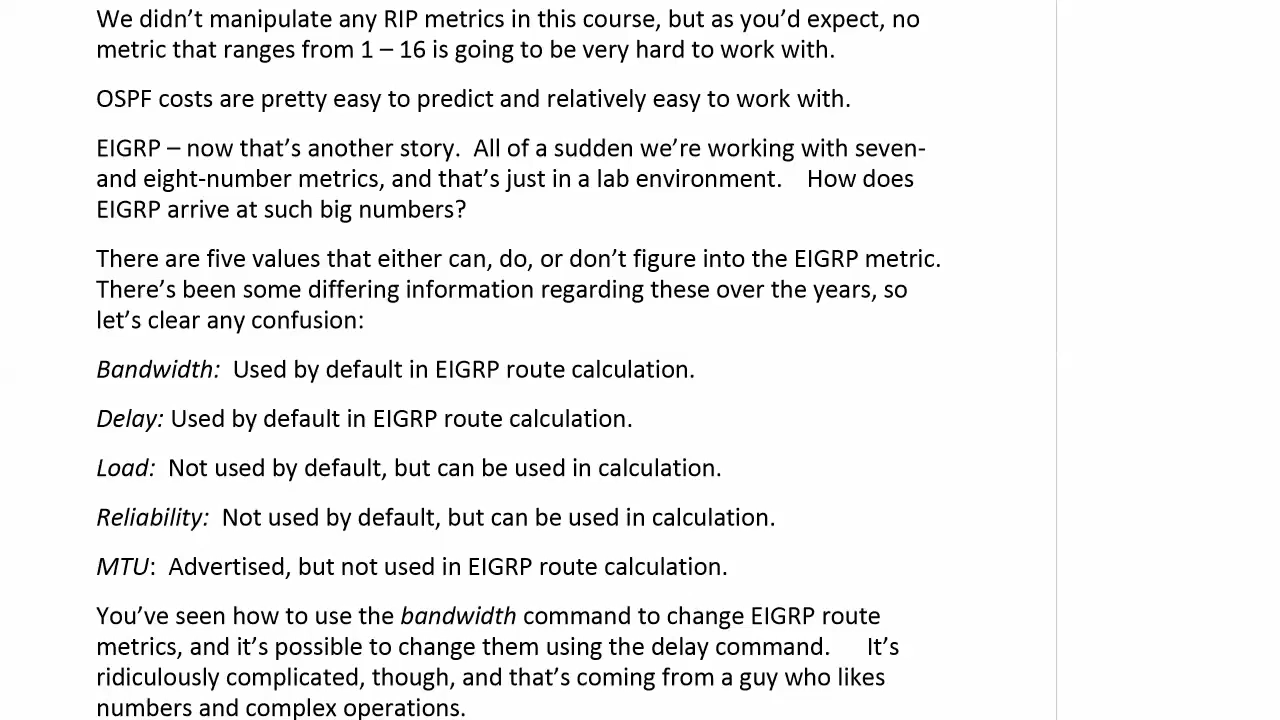 We didn’t manipulate any RIP metrics in this course, but as you’d expect, no
metric that ranges from 1 – 16 is going to be very hard to work with.
OSPF costs are pretty easy to predict and relatively easy to work with.
EIGRP – now that’s another story.  All of a sudden we’re working with seven-
and eight-number metrics, and that’s just in a lab environment.    How does
EIGRP arrive at such big numbers?
There are five values that either can, do, or don’t figure into the EIGRP metric.
There’s been some differing information regarding these over the years, so
let’s clear any confusion:
Bandwidth:  Used by default in EIGRP route calculation.
Delay: Used by default in EIGRP route calculation.
Load:  Not used by default, but can be used in calculation.
Reliability:  Not used by default, but can be used in calculation.
MTU:  Advertised, but not used in EIGRP route calculation.
You’ve seen how to use the bandwidth command to change EIGRP route
metrics, and it’s possible to change them using the delay command.     It’s
ridiculously complicated, though, and that’s coming from a guy who likes
numbers and complex operations.